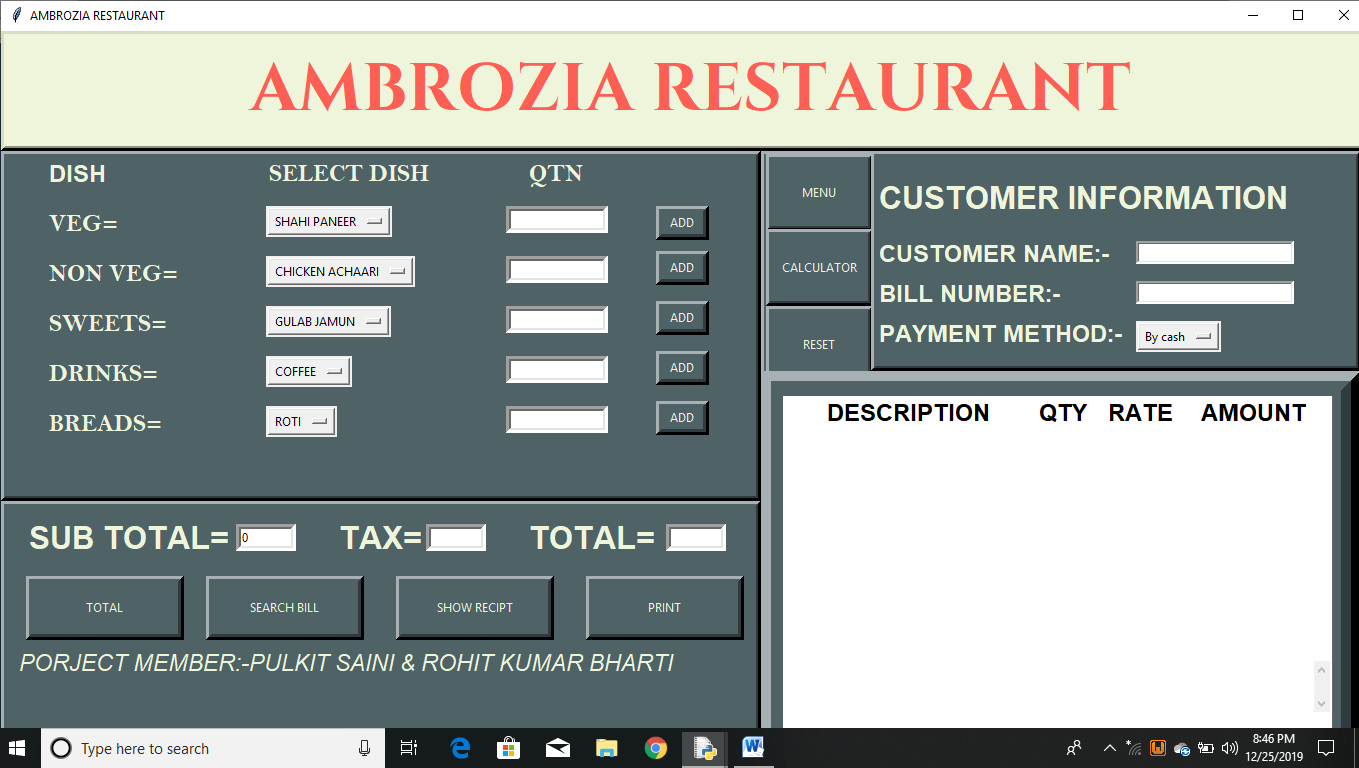 AMBROZIA RESTAURANT
AMBROZIA RESTAURANT
DISH SELECT DISH QTN
VEG= SHAHI PANEER ADD
NON VEG= CHICKEN ACHAARI ADD
SWEETS= GULAB JAMUN ADD
DRINKS= COFFEE ADD
BREADS= ROTI ADD
MENU
CALCULATOR
RESET
CUSTOMER INFORMATION
CUSTOMER NAME:-
BILL NUMBER:-
PAYMENT METHOD:- By cash
DESCRIPTION QTY RATE AMOUNT
SUB TOTAL= 0 TAX= TOTAL=
TOTAL SEARCH BILL SHOW RECIPT PRINT
PORJECT MEMBER:-PULKIT SAINI & ROHIT KUMAR BHARTI
Type here to search
8:46 PM
12/25/2019